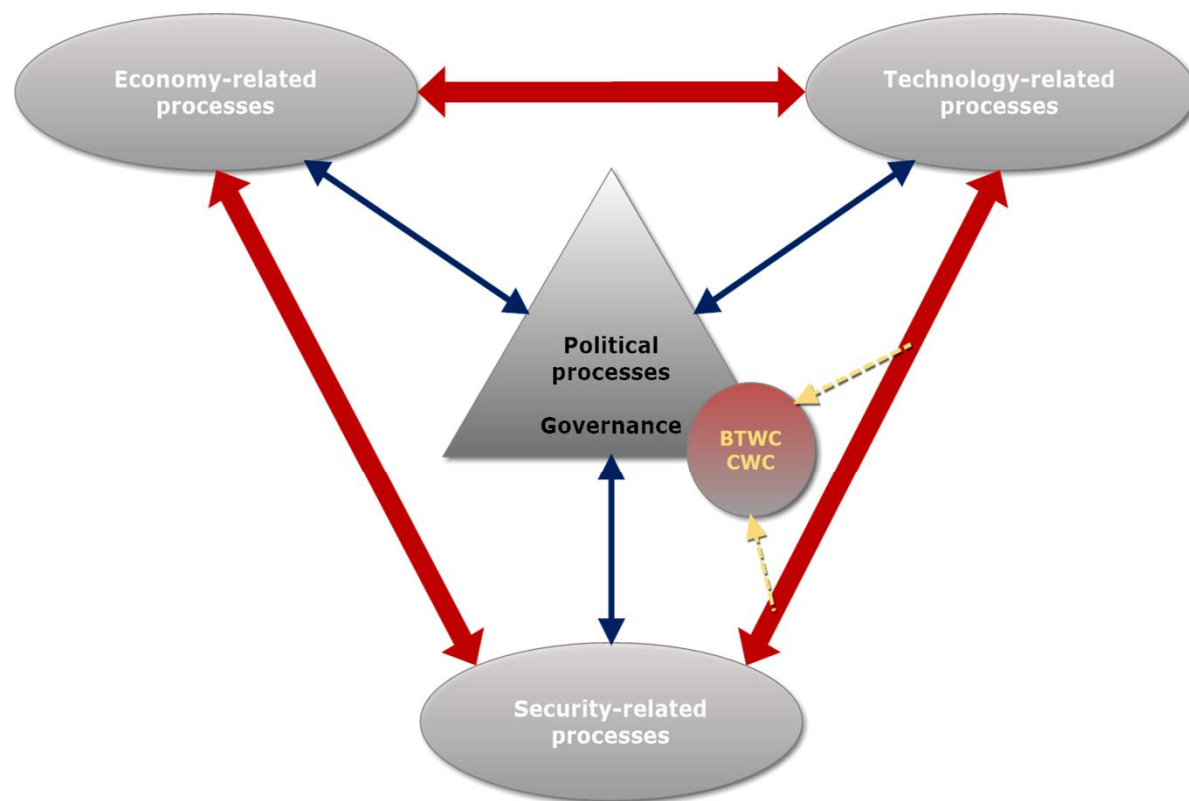 Economy-related
processes
Technology-related
processes
Political
processes
Governance
BTWC
CWC
Security-related
processes